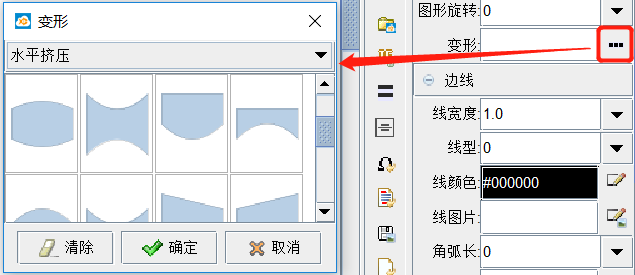 变形
水平挤压
清除
确定
取消
图形旋转: 0
变形:
边线
线宽度: 1.0
线型: 0
线颜色: #000000
线图片:
角弧长: 0